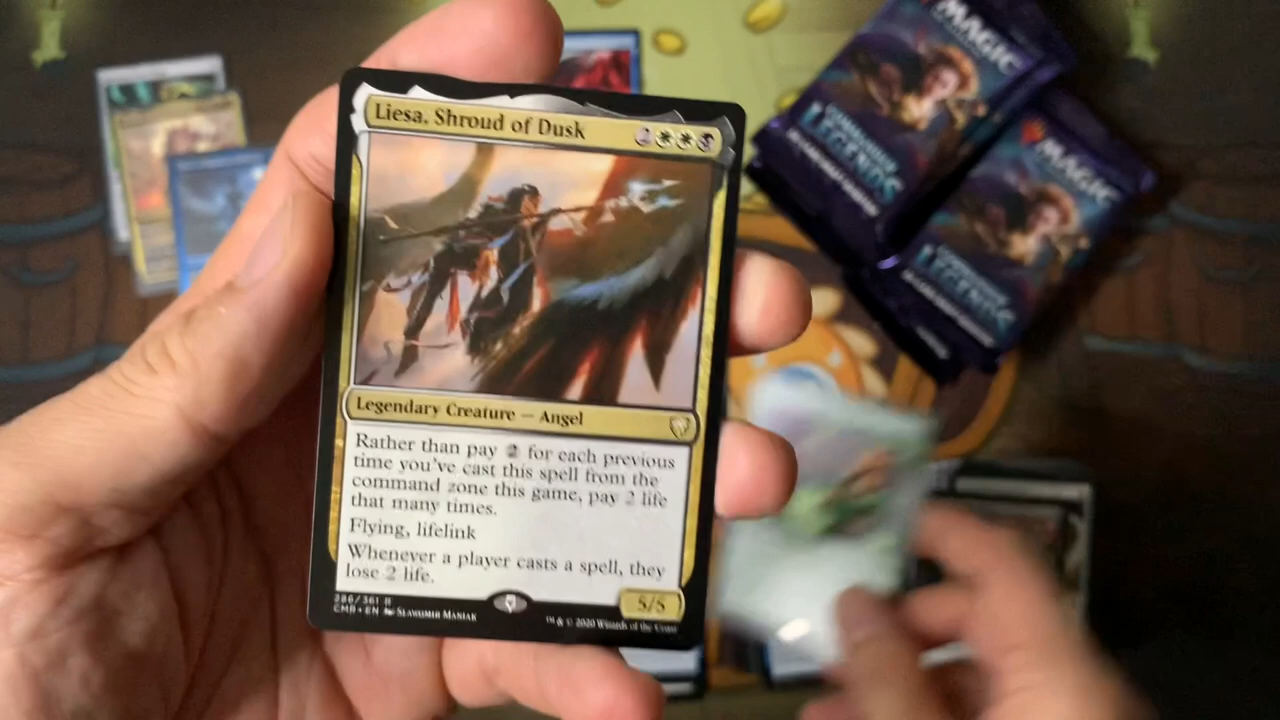 Liesa, Shroud of Dusk
2
Legendary Creature — Angel
Rather than pay 2 for each previous
time you've cast this spell from the
command zone this game, pay 2 life
that many times.
Flying, lifelink
Whenever a player casts a spell, they
lose 2 life.
5/5
286/361 R
CMR • EN SLAWOMIR MANIAK
™ & © 2020 Wizards of the Coast
MAGIC
COMMANDER
LEGENDS
MAGIC
COMMANDER
LEGENDS